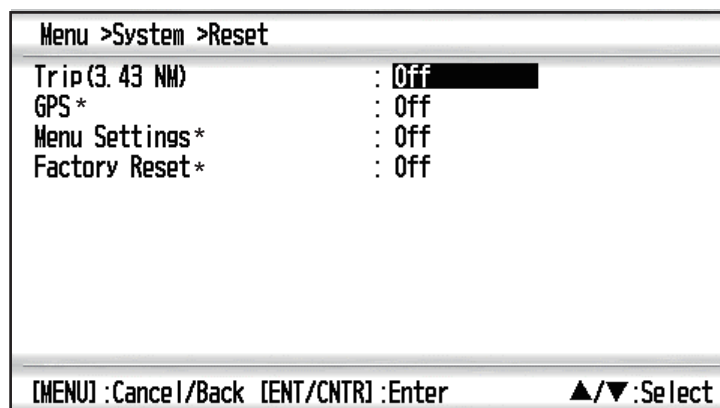 Menu >System >Reset
Trip(3.43 NM) : Off
GPS* : Off
Menu Settings* : Off
Factory Reset* : Off
[MENU]:Cancel/Back [ENT/CNTR]:Enter ▲/▼:Select